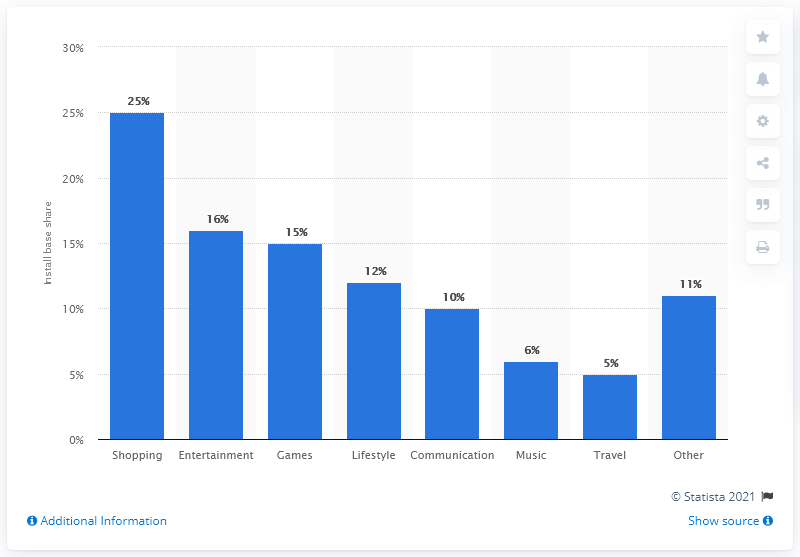 30%
25%
20%
15%
10%
5%
0%
Install base share
25%
16%
15%
12%
10%
6%
5%
11%
Shopping
Entertainment
Games
Lifestyle
Communication
Music
Travel
Other
© Statista 2021
Additional Information
Show source